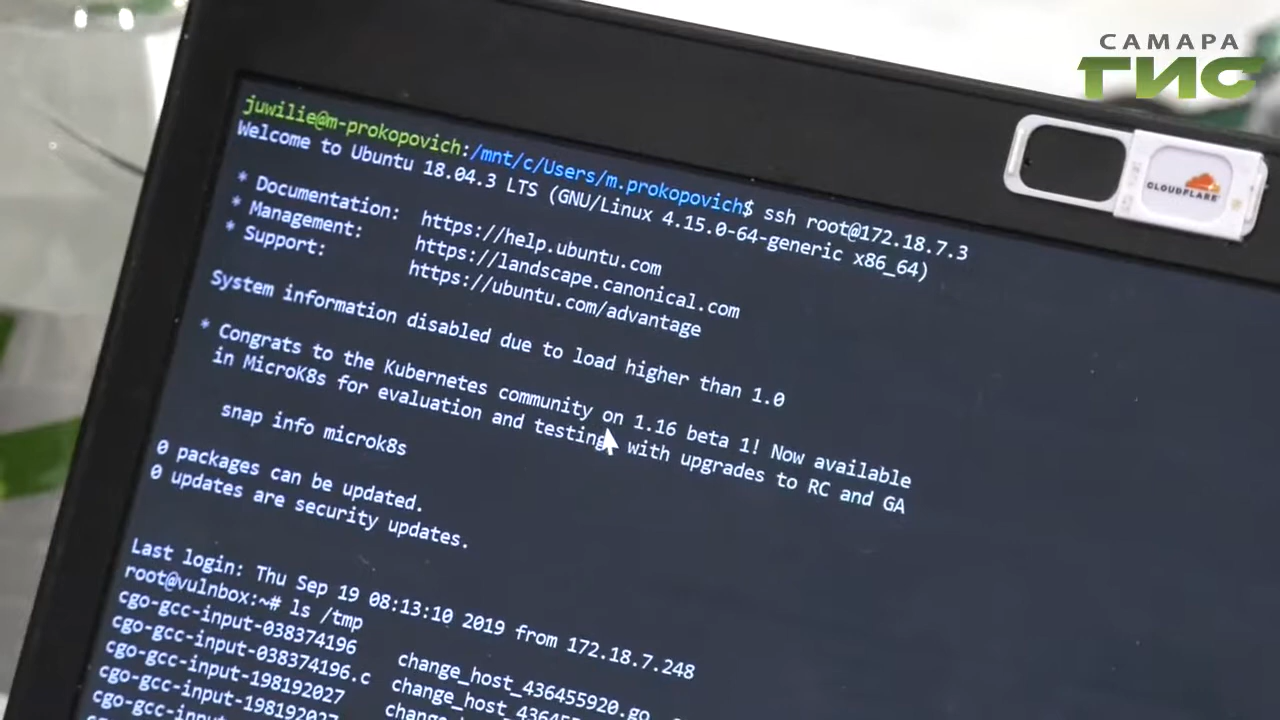 САМАРА
ГИС
CLOUDFLARE
juwilie@m-prokopovich:/mnt/c/Users/m.prokopovich$ ssh root@172.18.7.3
Welcome to Ubuntu 18.04.3 LTS (GNU/Linux 4.15.0-64-generic x86_64)
* Documentation: https://help.ubuntu.com
* Management: https://landscape.canonical.com
* Support: https://ubuntu.com/advantage
System information disabled due to load higher than 1.0
* Congrats to the Kubernetes community on 1.16 beta 1! Now available
in MicroK8s for evaluation and testing, with upgrades to RC and GA
snap info microk8s
0 packages can be updated.
0 updates are security updates.
Last login: Thu Sep 19 08:13:10 2019 from 172.18.7.248
root@vulnbox:~# ls /tmp
cgo-gcc-input-038374196 change_host_436455920.go
cgo-gcc-input-038374196.c
cgo-gcc-input-198192027